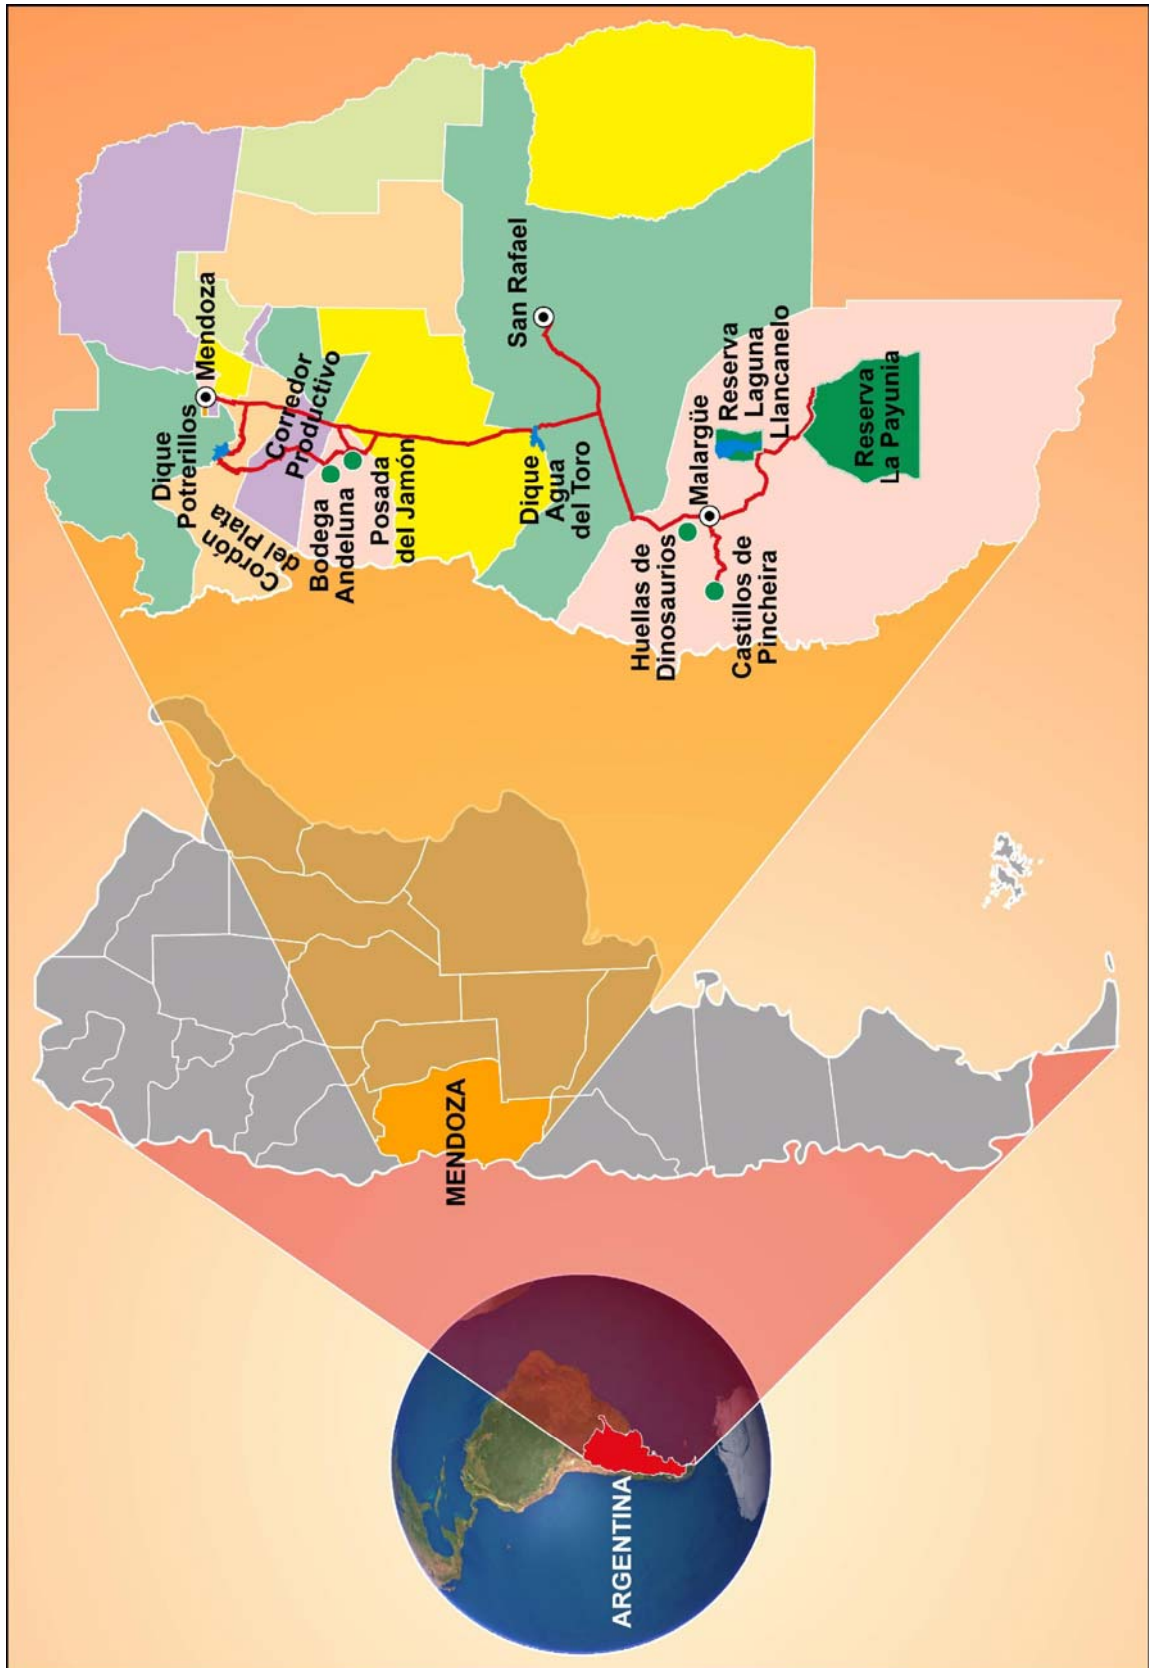 ARGENTINA
MENDOZA
Dique
Potrerillos
Mendoza
Cordón
del Plata
Corredor
Productivo
Bodega
Andeluna
Posada
del Jamón
Dique
Agua
del Toro
San Rafael
Huellas de
Dinosaurios
Malargüe
Castillos de
Pincheira
Reserva
Laguna
Llancanelo
Reserva
La Payunia